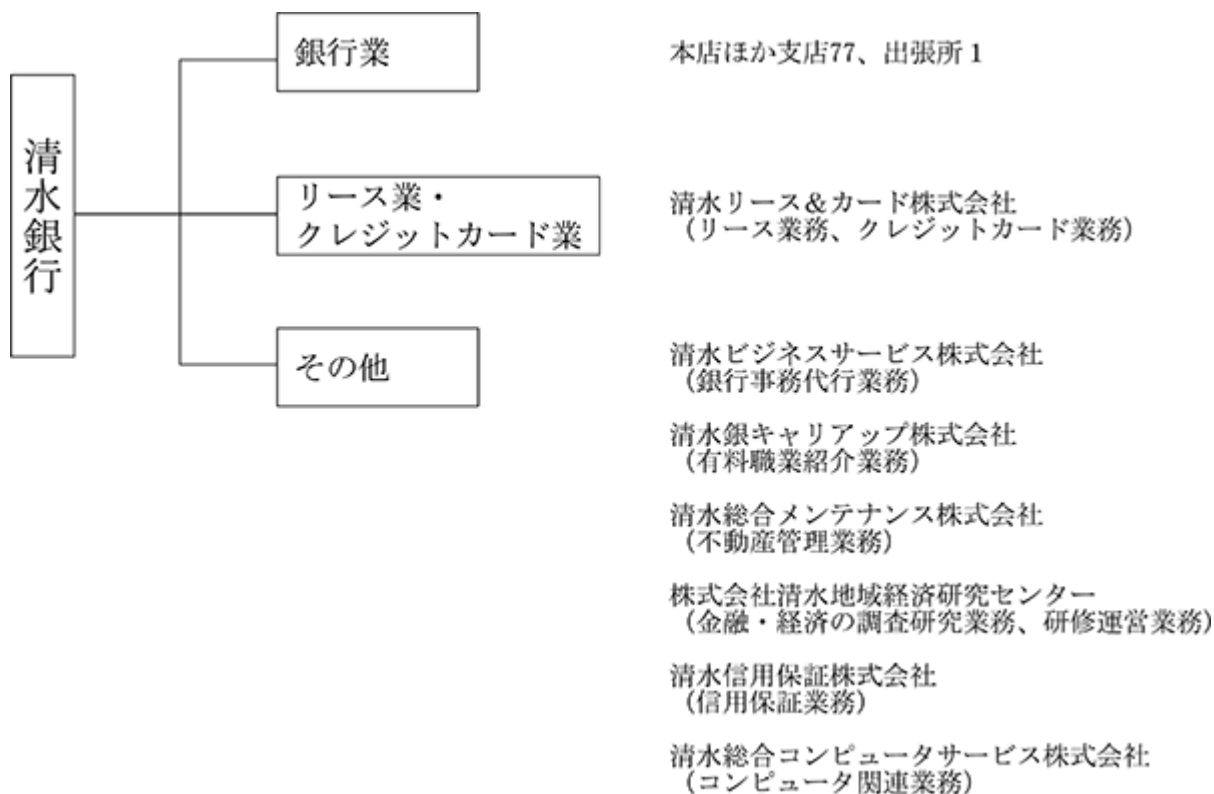 清水銀行
銀行業
本店ほか支店77、出張所1
リース業・
クレジットカード業
清水リース&カード株式会社
(リース業務、クレジットカード業務)
その他
清水ビジネスサービス株式会社
(銀行事務代行業務)
清水銀キャリアップ株式会社
(有料職業紹介業務)
清水総合メンテナンス株式会社
(不動産管理業務)
株式会社清水地域経済研究センター
(金融・経済の調査研究業務、研修運営業務)
清水信用保証株式会社
(信用保証業務)
清水総合コンピュータサービス株式会社
(コンピュータ関連業務)